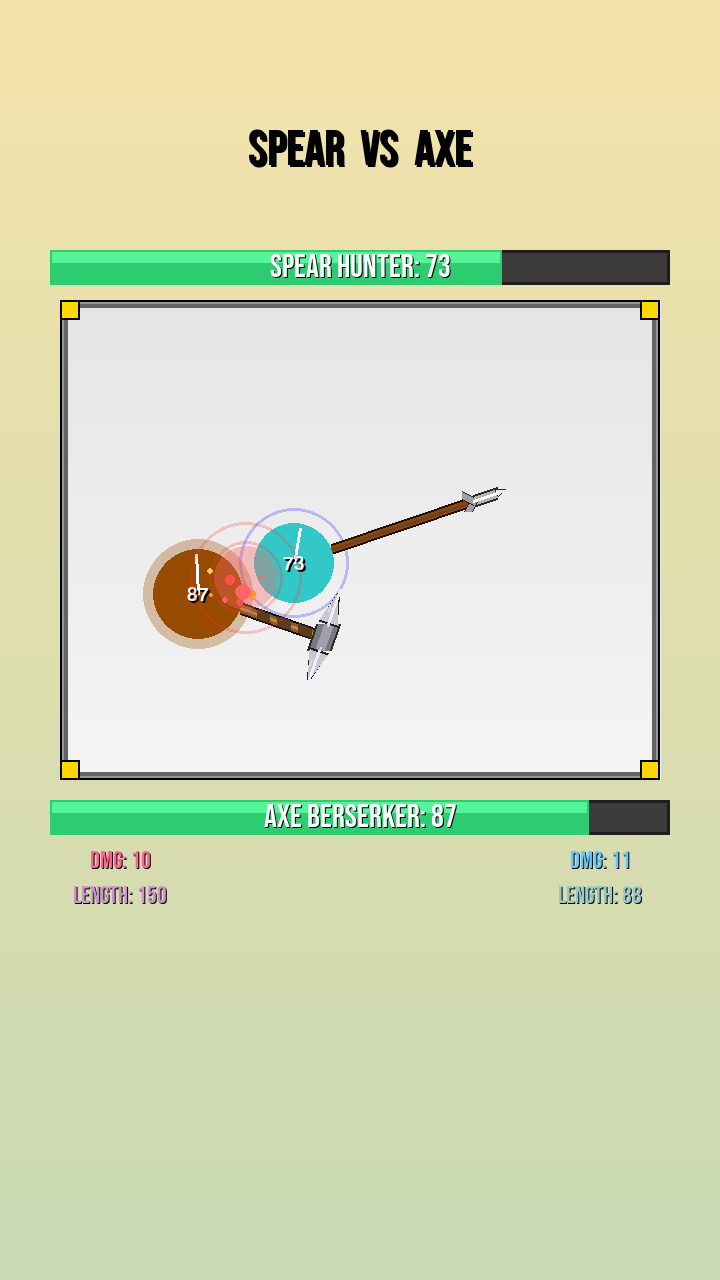 SPEAR VS AXE
SPEAR HUNTER: 73
73
87
AXE BERSERKER: 87
DMG: 10
DMG: 11
LENGTH: 150
LENGTH: 88